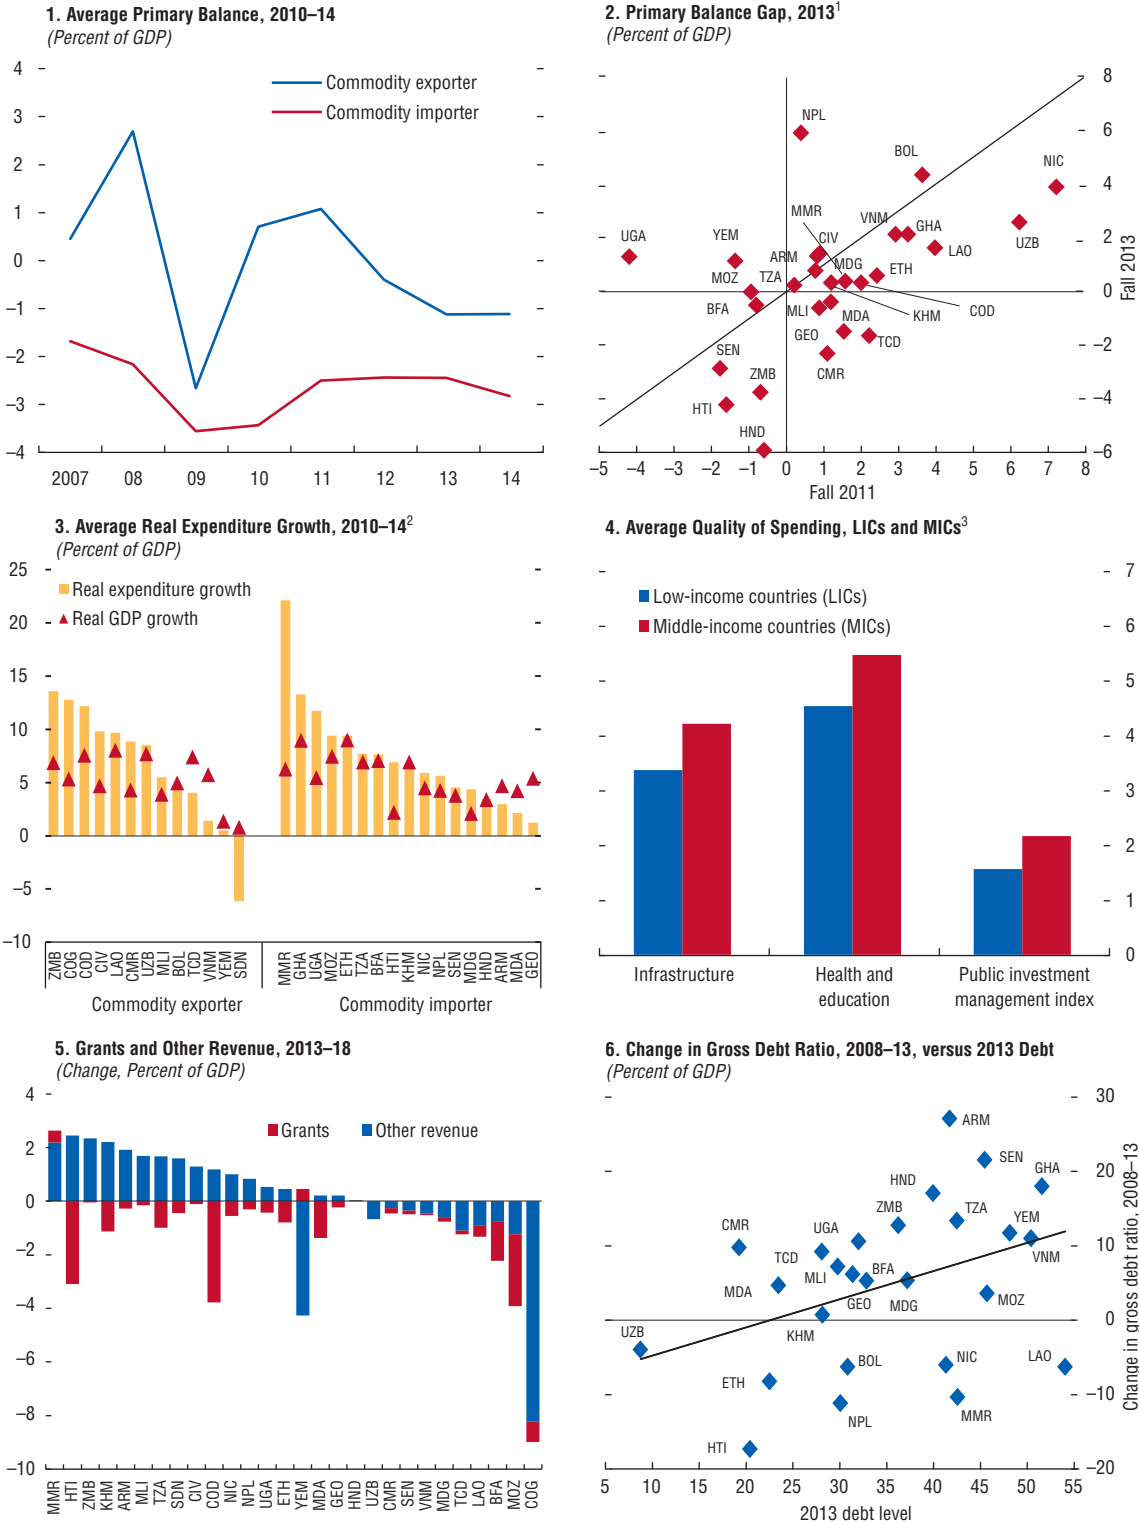 1. Average Primary Balance, 2010–14
(Percent of GDP)
Commodity exporter
Commodity importer
4
3
2
1
0
–1
–2
–3
–4
2007 08 09 10 11 12 13 14
2. Primary Balance Gap, 2013¹
(Percent of GDP)
NPL
BOL
NIC
MMR
VNM
GHA
UZB
UGA
YEM
CIV
LAO
ARM
MDG
ETH
MOZ
TZA
BFA
MLI
MDA
KHM
COD
GEO
TCD
SEN
CMR
ZMB
HTI
HND
8
6
4
2
0
–2
–4
–6
Fall 2013
–5 –4 –3 –2 –1 0 1 2 3 4 5 6 7 8
Fall 2011
3. Average Real Expenditure Growth, 2010–14²
(Percent of GDP)
Real expenditure growth
Real GDP growth
25
20
15
10
5
0
–5
–10
ZMB COG COD CIV LAO CMR UZB MLI BOL TCD VNM YEM SDN
MMR GHA UGA MOZ ETH TZA BFA HTI KHM NIC NPL SEN MDG HND ARM MDA GEO
Commodity exporter
Commodity importer
4. Average Quality of Spending, LICs and MICs³
Low-income countries (LICs)
Middle-income countries (MICs)
7
6
5
4
3
2
1
0
Infrastructure
Health and
education
Public investment
management index
5. Grants and Other Revenue, 2013–18
(Change, Percent of GDP)
Grants
Other revenue
4
2
0
–2
–4
–6
–8
–10
MMR HTI ZMB KHM ARM MLI TZA SDN CIV COD NIC NPL UGA ETH YEM MDA GEO HND UZB CMR SEN VNM MDG TCD LAO BFA MOZ COG
6. Change in Gross Debt Ratio, 2008–13, versus 2013 Debt
(Percent of GDP)
ARM
SEN
GHA
HND
ZMB
TZA
YEM
CMR
UGA
VNM
TCD
MLI
BFA
MDA
GEO
MDG
MOZ
KHM
UZB
BOL
NIC
LAO
ETH
NPL
MMR
HTI
30
20
10
0
–10
–20
Change in gross debt ratio, 2008–13
5 10 15 20 25 30 35 40 45 50 55
2013 debt level